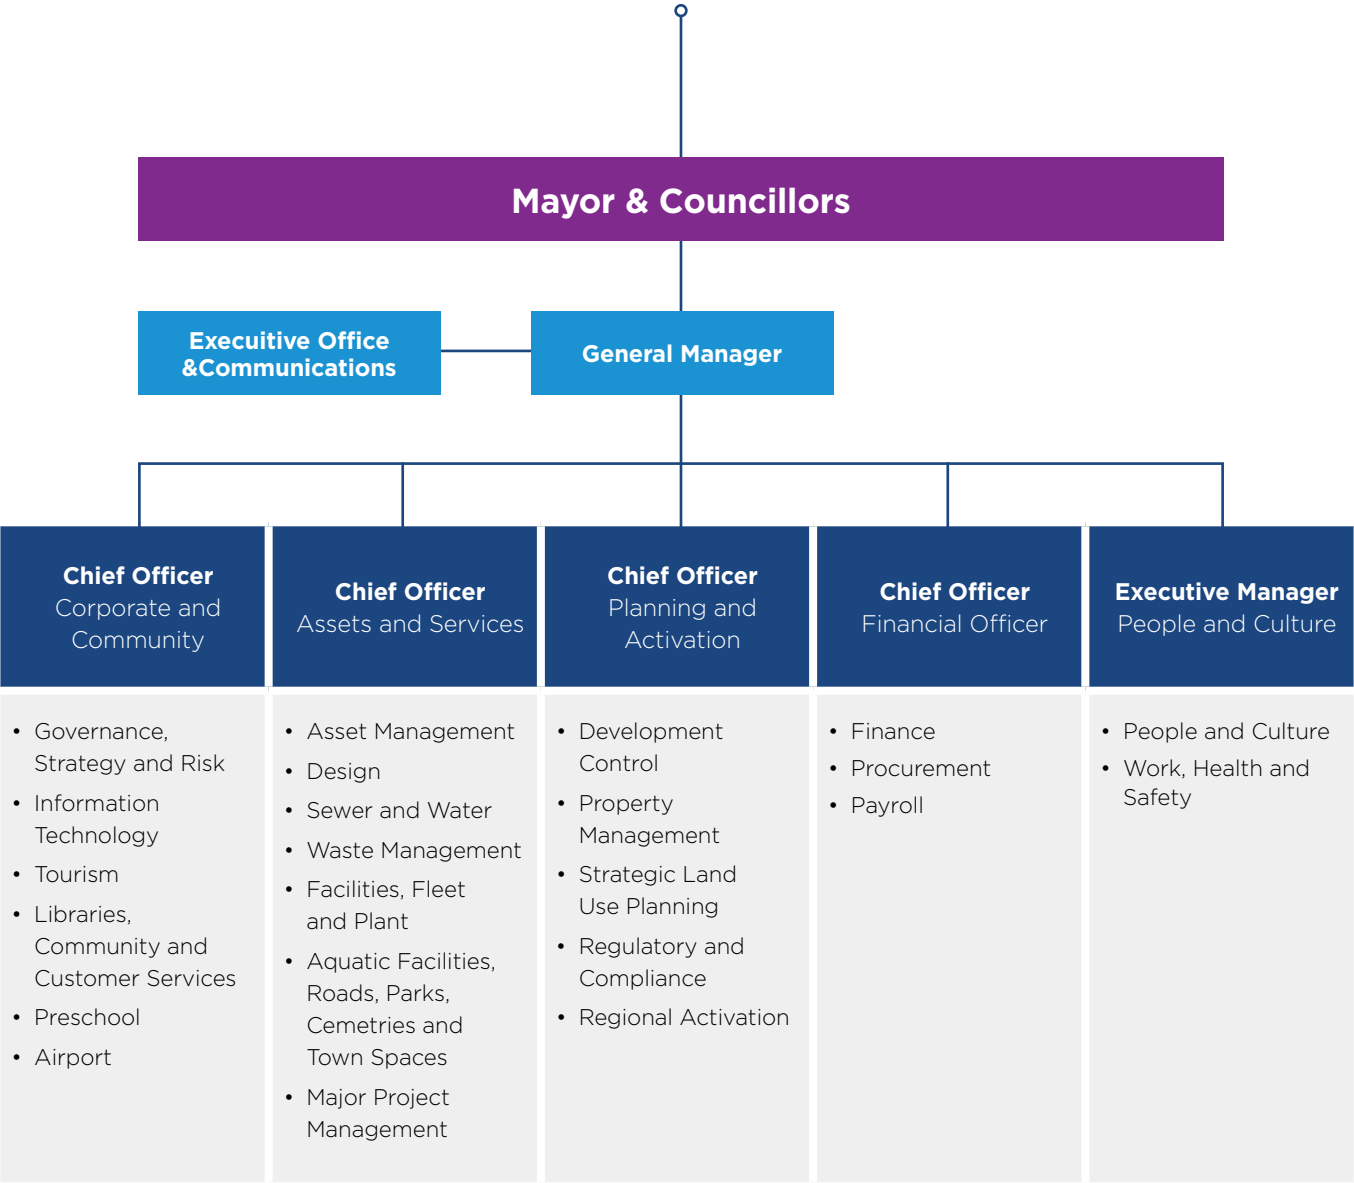 Mayor & Councillors
Execuitive Office
&Communications
General Manager
Chief Officer
Corporate and
Community
Chief Officer
Assets and Services
Chief Officer
Planning and
Activation
Chief Officer
Financial Officer
Executive Manager
People and Culture
• Governance,
Strategy and Risk
• Information
Technology
• Tourism
• Libraries,
Community and
Customer Services
• Preschool
• Airport
• Asset Management
• Design
• Sewer and Water
• Waste Management
• Facilities, Fleet
and Plant
• Aquatic Facilities,
Roads, Parks,
Cemetries and
Town Spaces
• Major Project
Management
• Development
Control
• Property
Management
• Strategic Land
Use Planning
• Regulatory and
Compliance
• Regional Activation
• Finance
• Procurement
• Payroll
• People and Culture
• Work, Health and
Safety